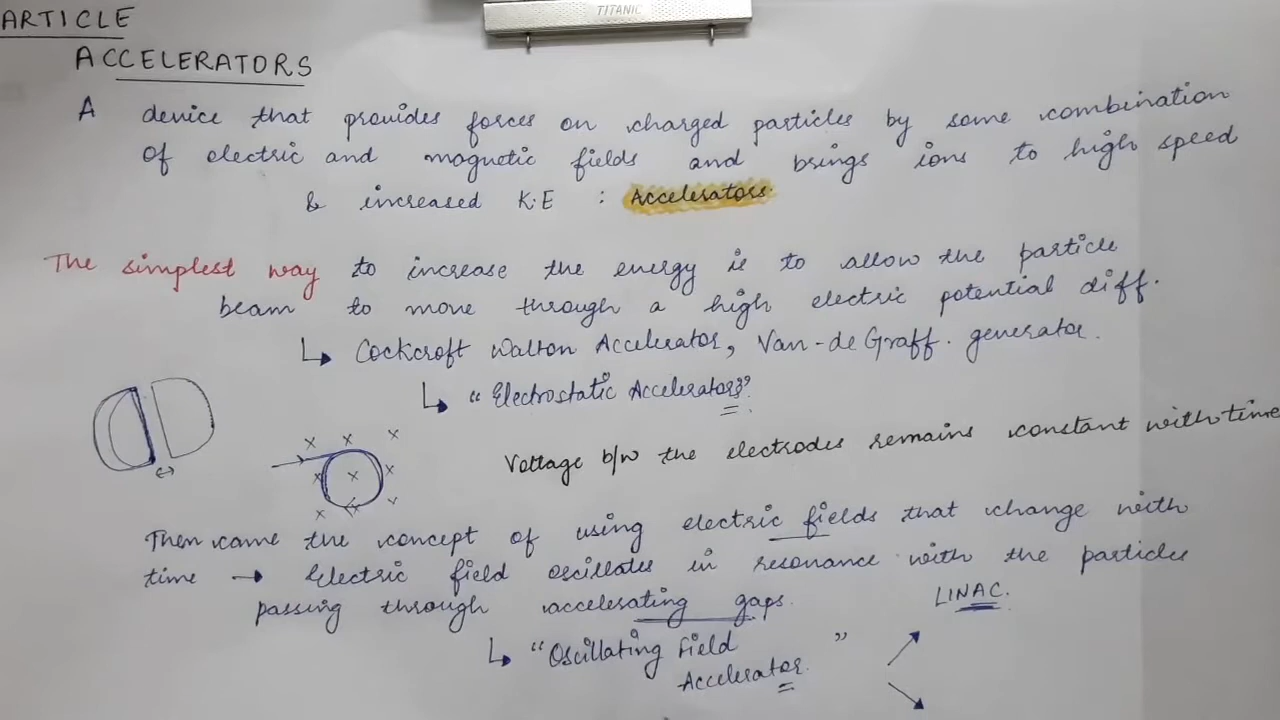 TITANIC
ARTICLE
ACCELERATORS
A device that provides forces on charged particles by some combination
of electric and magnetic fields and brings ions to high speed
& increased K.E : Accelerators.
The simplest way to increase the energy is to allow the particle
beam to move through a high electric potential diff.
↳ Cockcroft Walton Accelerator, Van-de Graff. generator.
↳ "Electrostatic Accelerators"
x x x
Voltage b/w the electrodes remains constant with time
x x x
x x
Then came the concept of using electric fields that change with
time → Electric field oscillates in resonance with the particles
passing through accelerating gaps.
LINAC.
↳ "Oscillating Field
Accelerator."